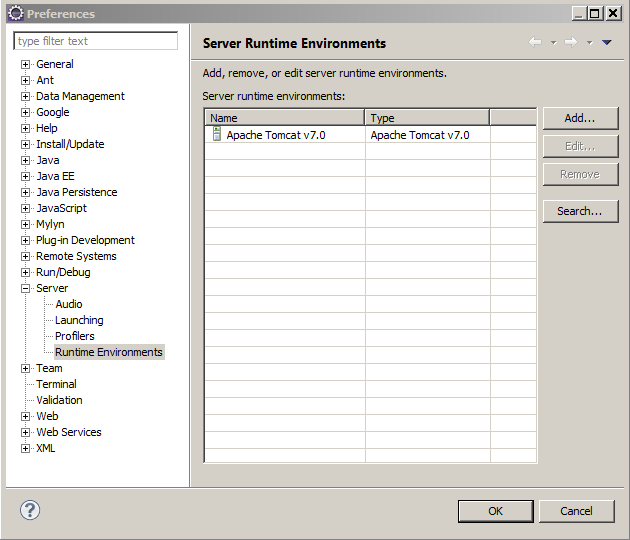 Preferences
type filter text
General
Ant
Data Management
Google
Help
Install/Update
Java
Java EE
Java Persistence
JavaScript
Mylyn
Plug-in Development
Remote Systems
Run/Debug
Server
Audio
Launching
Profilers
Runtime Environments
Team
Terminal
Validation
Web
Web Services
XML
Server Runtime Environments
Add, remove, or edit server runtime environments.
Server runtime environments:
Name Type
Apache Tomcat v7.0 Apache Tomcat v7.0
Add...
Edit...
Remove
Search...
?
OK Cancel